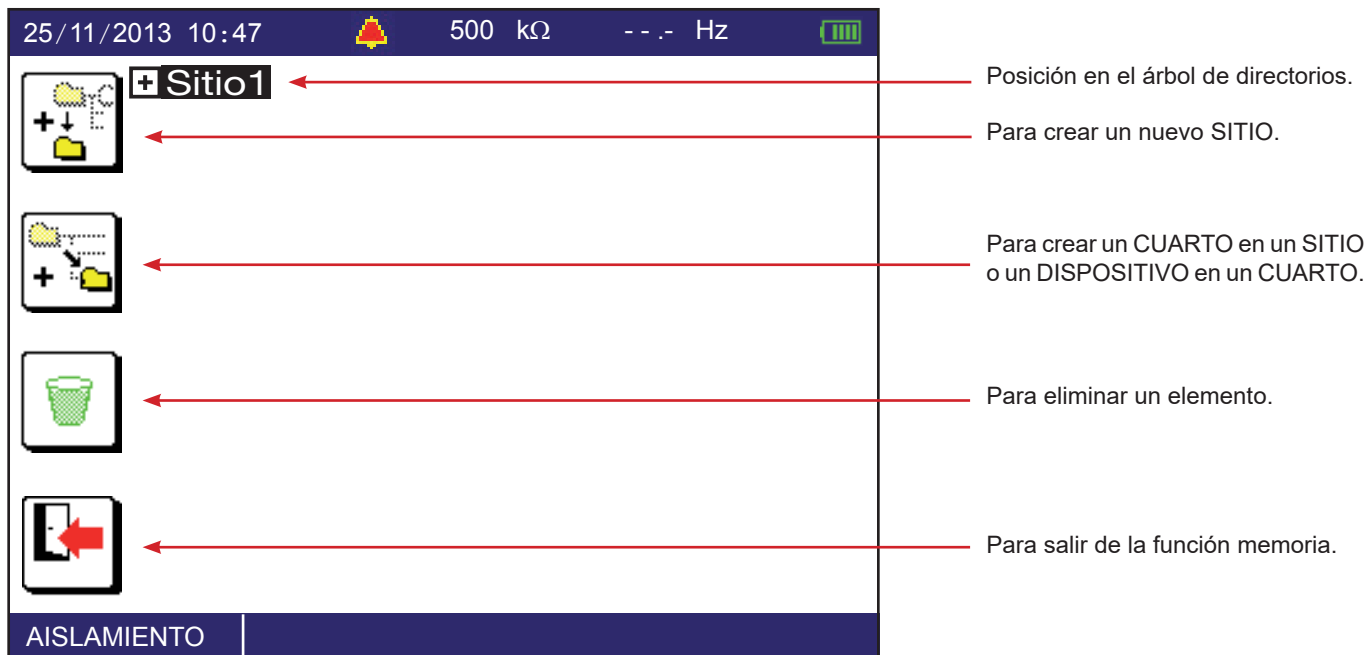 25/11/2013 10:47 500 kΩ - - .- Hz
+ Sitio1
Posición en el árbol de directorios.
Para crear un nuevo SITIO.
Para crear un CUARTO en un SITIO
o un DISPOSITIVO en un CUARTO.
Para eliminar un elemento.
Para salir de la función memoria.
AISLAMIENTO